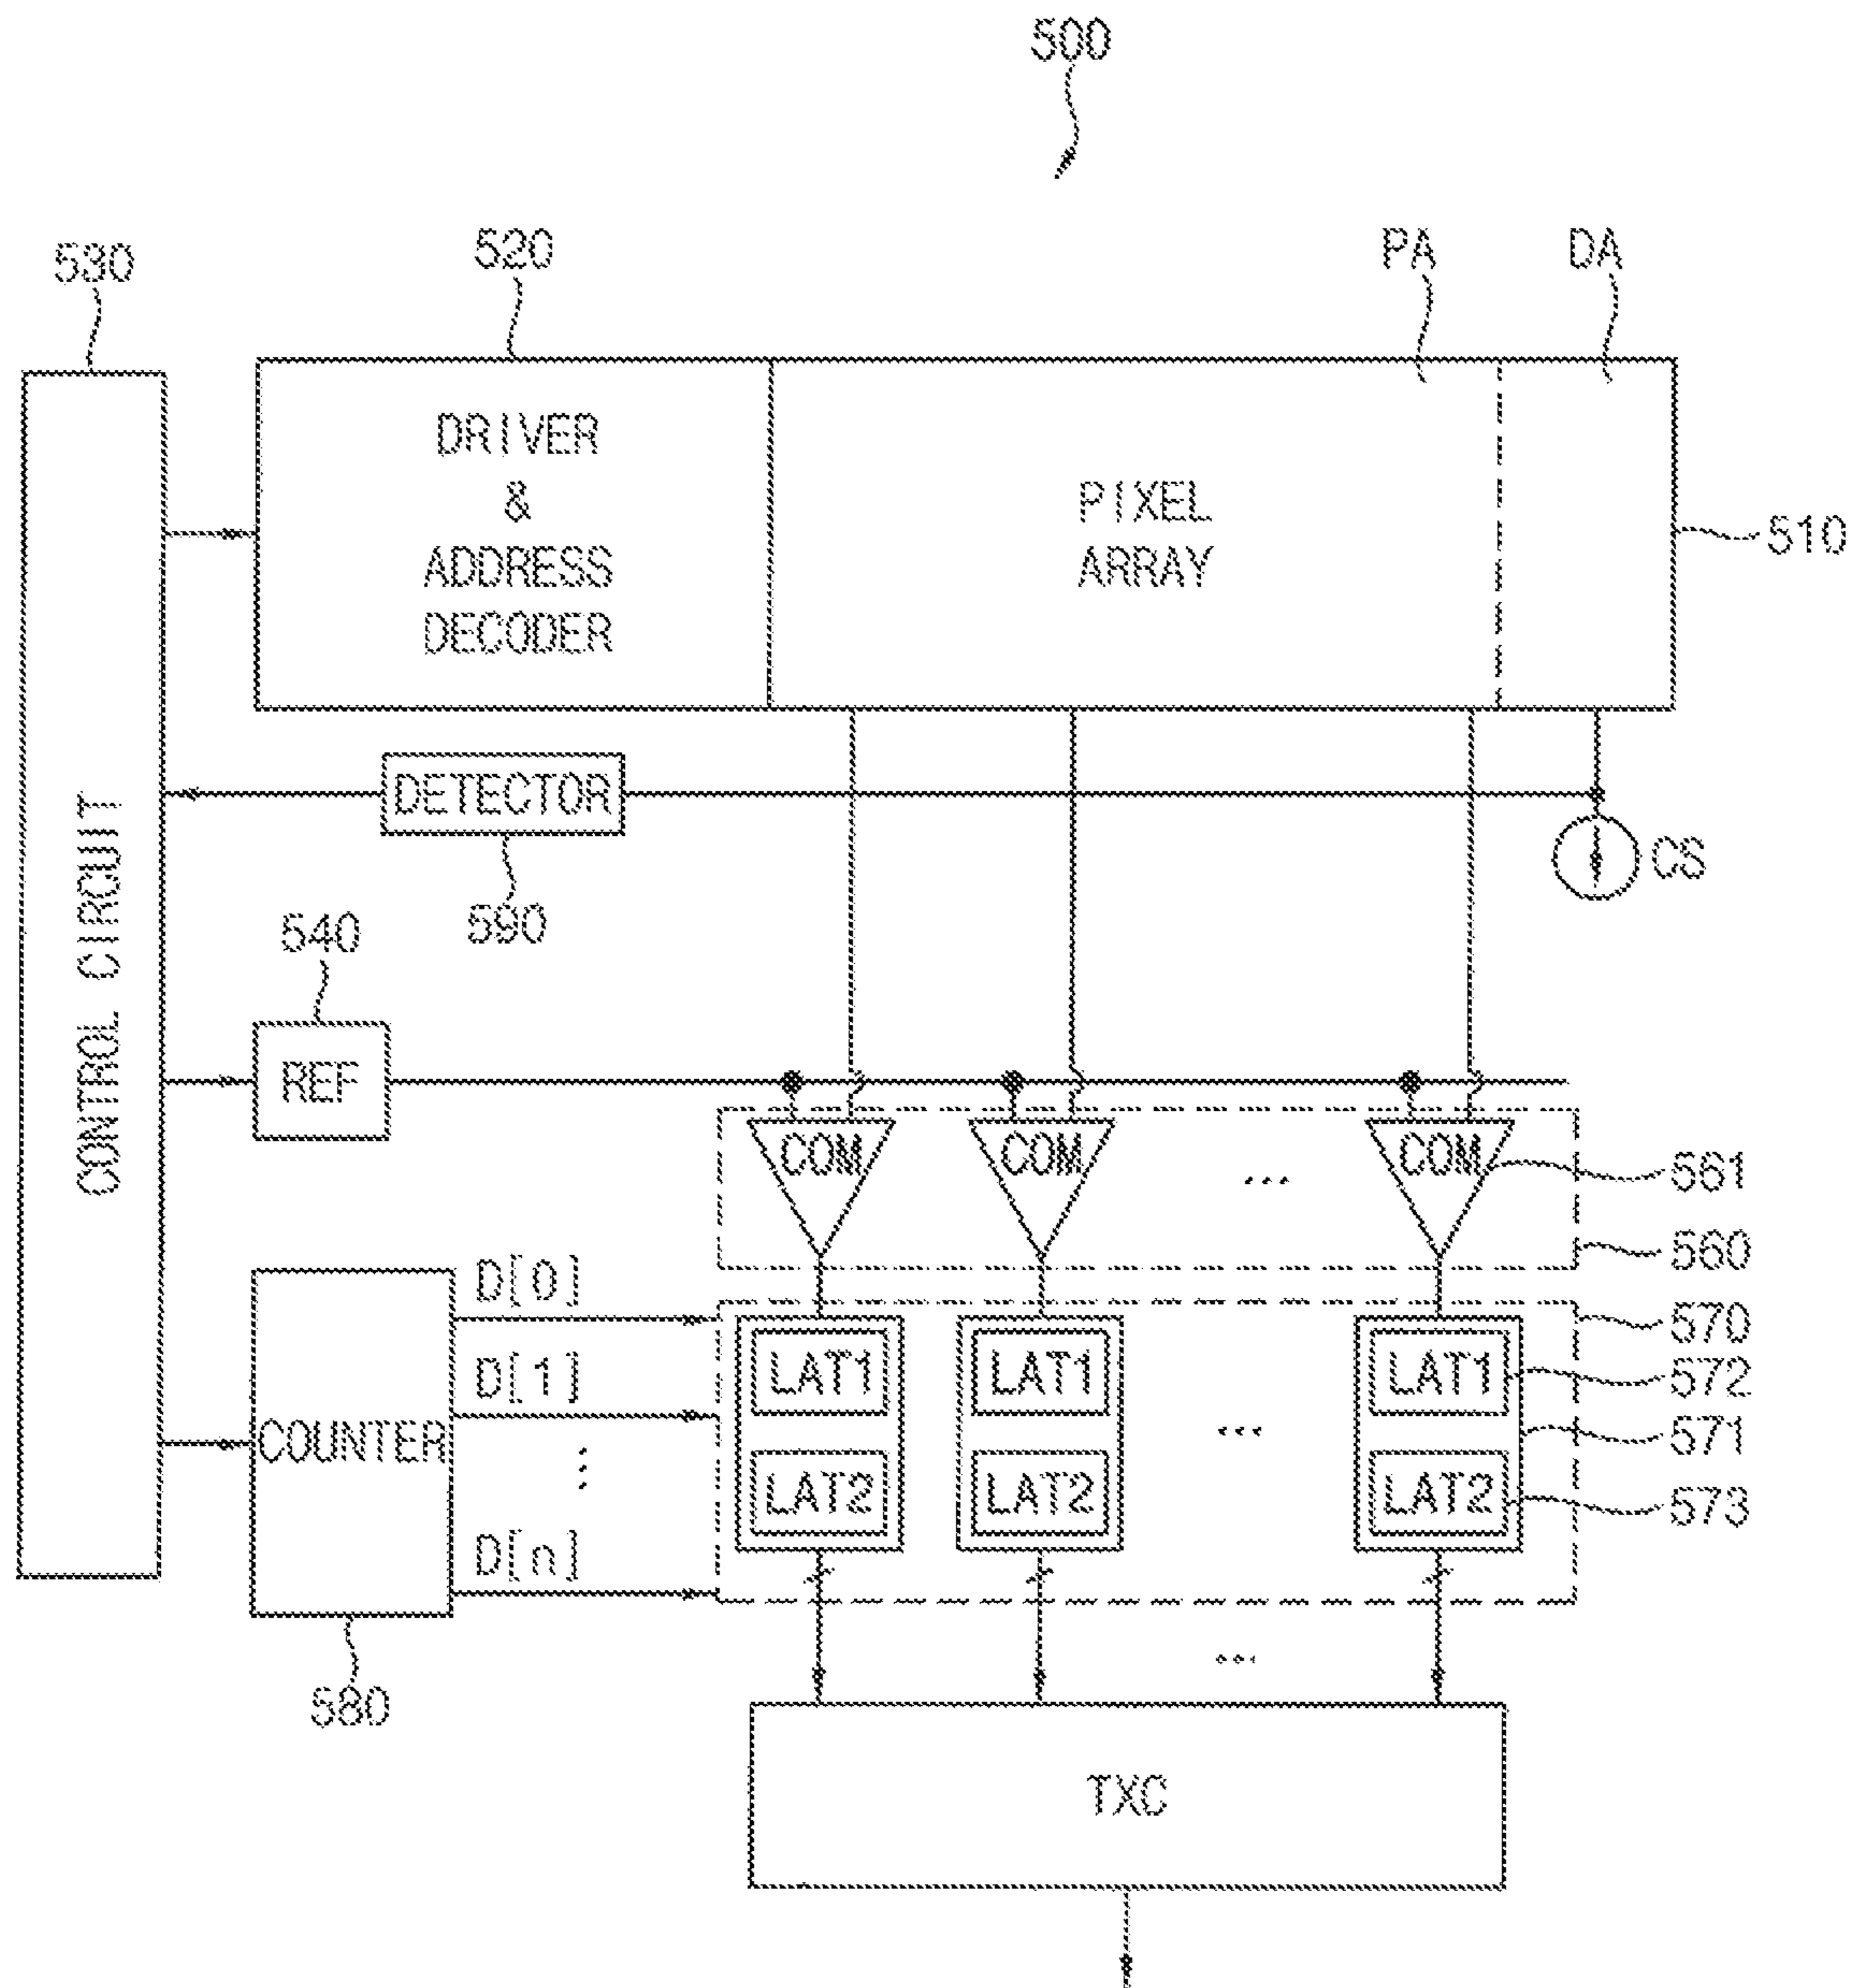 500
530
520
PA
DA
DRIVER
&
ADDRESS
DECODER
PIXEL
ARRAY
510
CONTROL CIRCUIT
DETECTOR
590
CS
540
REF
COM
COM
...
COM
561
560
COUNTER
D[0]
D[1]
⋮
D[n]
580
LAT1
LAT1
LAT1
...
LAT2
LAT2
LAT2
570
572
571
573
...
TXC